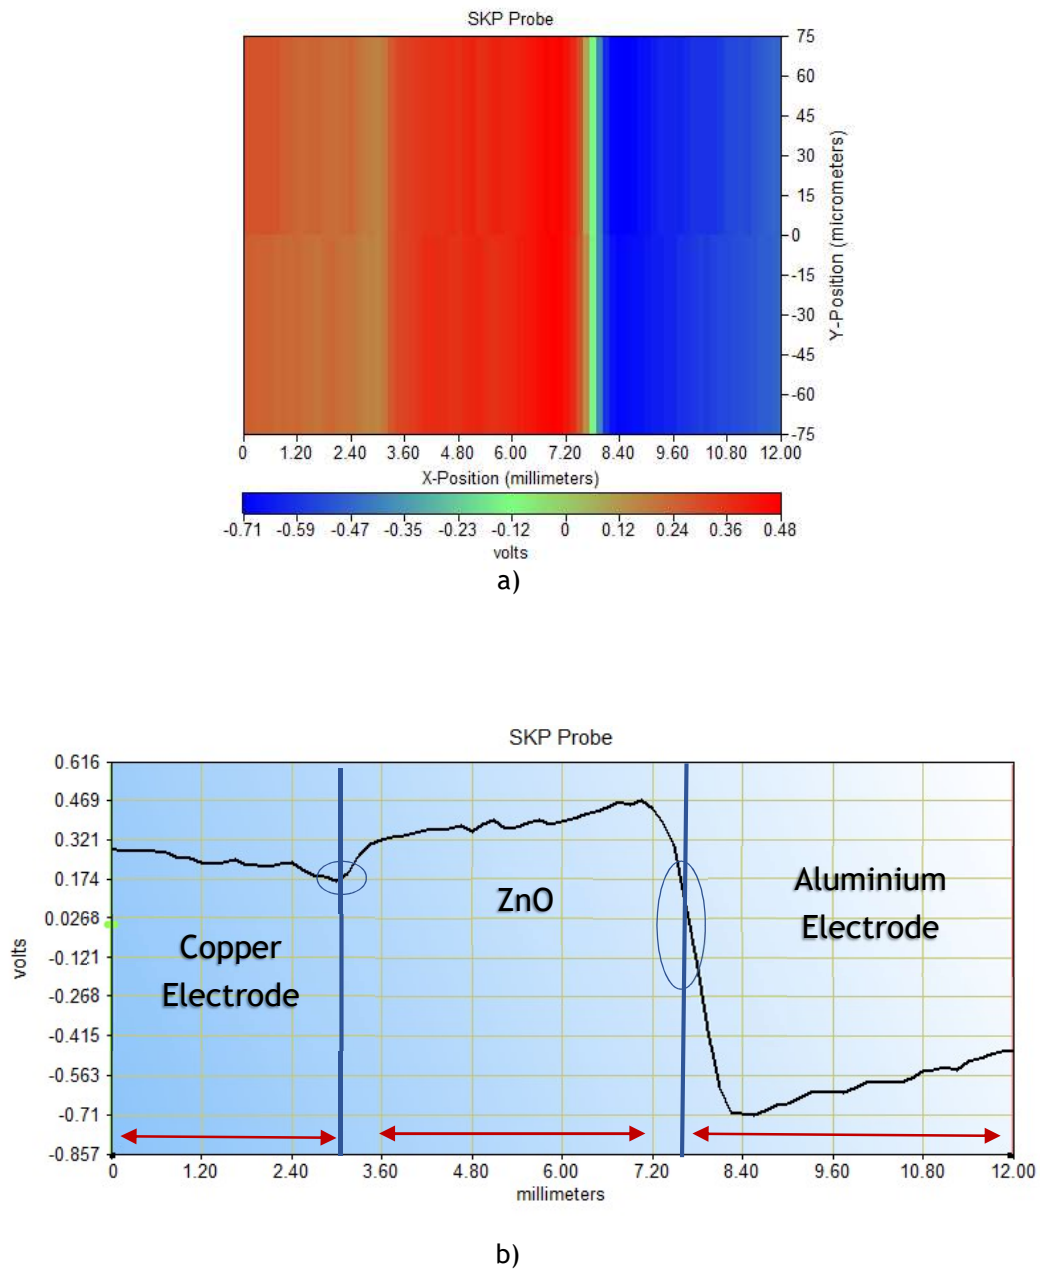 SKP Probe
75
60
45
30
15
0
-15
-30
-45
-60
-75
Y-Position (micrometers)
0 1.20 2.40 3.60 4.80 6.00 7.20 8.40 9.60 10.80 12.00
X-Position (millimeters)
-0.71 -0.59 -0.47 -0.35 -0.23 -0.12 0 0.12 0.24 0.36 0.48
volts
a)
SKP Probe
0.616
0.469
0.321
0.174
0.0268
-0.121
-0.268
-0.415
-0.563
-0.71
-0.857
volts
Copper
Electrode
ZnO
Aluminium
Electrode
0 1.20 2.40 3.60 4.80 6.00 7.20 8.40 9.60 10.80 12.00
millimeters
b)